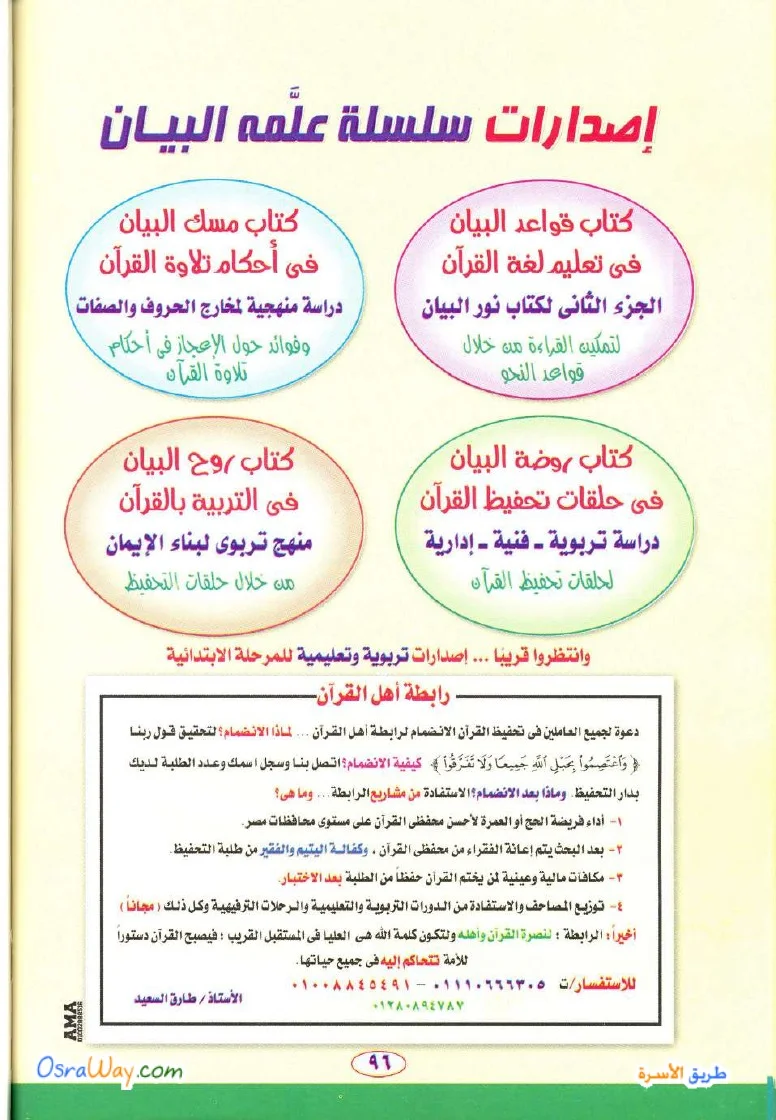 إصدارات سلسلة علَّمه البيـان
كتاب قواعد البيان
فى تعليم لغة القرآن
الجزء الثانى لكتاب نور البيان
لتمكين القراءة من خلال
قواعد النحو
كتاب مسك البيان
فى أحكام تلاوة القرآن
دراسة منهجية لمخارج الحروف والصفات
وفوائد حول الإعجاز فى أحكام
تلاوة القرآن
كتاب روضة البيان
فى حلقات تحفيظ القرآن
دراسة تربوية - فنية - إدارية
لحلقات تحفيظ القرآن
كتاب روح البيان
فى التربية بالقرآن
منهج تربوى لبناء الإيمان
من خلال حلقات التحفيظ
وانتظروا قريبا ... إصدارات تربوية وتعليمية للمرحلة الابتدائية
رابطة أهل القرآن
دعوة لجميع العاملين فى تحفيظ القرآن الانضمام لرابطة أهل القرآن ... لماذا الانضمام؟ لتحقيق قول ربنا
﴿ وَاعْتَصِمُوا بِحَبْلِ اللَّهِ جَمِيعًا وَلَا تَفَرَّقُوا ﴾ كيفية الانضمام؟ اتصل بنا وسجل اسمك وعدد الطلبة لديك
بدار التحفيظ. وماذا بعد الانضمام؟ الاستفادة من مشاريع الرابطة... وما هى؟
١- أداء فريضة الحج أو العمرة لأحسن محفظى القرآن على مستوى محافظات مصر.
٢- بعد البحث يتم إعانة الفقراء من محفظى القرآن ، وكفالـة اليتيم والفقير من طلبة التحفيظ.
٣- مكافآت مالية وعينية لمن يختم القرآن حفظاً من الطلبة بعد الاختبار.
٤- توزيع المصاحف والاستفادة من الدورات التربوية والتعليمية والرحلات الترفيهية وكل ذلك ( مجاناً )
أخيراً: الرابطة ؛ لنصرة القرآن وأهله ولتكون كلمة الله هى العليا فى المستقبل القريب ؛ فيصبح القرآن دستوراً
للأمة تتحاكم إليه فى جميع حياتها.
للاستفسار/ت ٠١١١٠٦٦٦٣٠٥ - ٠١٠٠٨٨٤٥٤٩١
٠١٢٨٠٨٩٤٧٨٧
الأستاذ / طارق السعيد
AMA
٩٦
OsraWay.com
طريق الأسرة